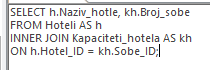 SELECT h.Naziv_hotle, kh.Broj_sobe
FROM Hoteli AS h
INNER JOIN Kapaciteti_hotela AS kh
ON h.Hotel_ID = kh.Sobe_ID;